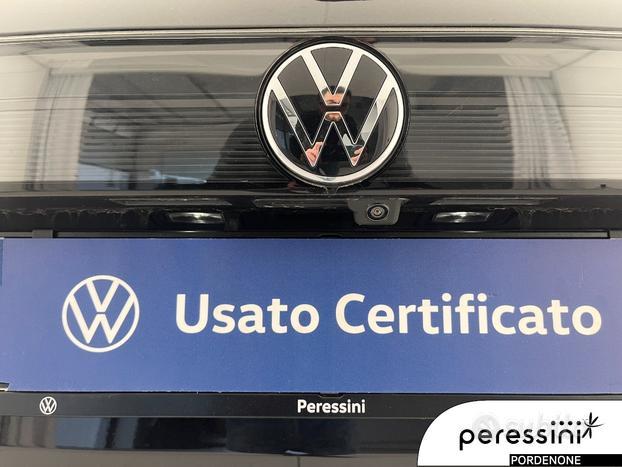 Usato Certificato
Peressini
peressini
PORDENONE